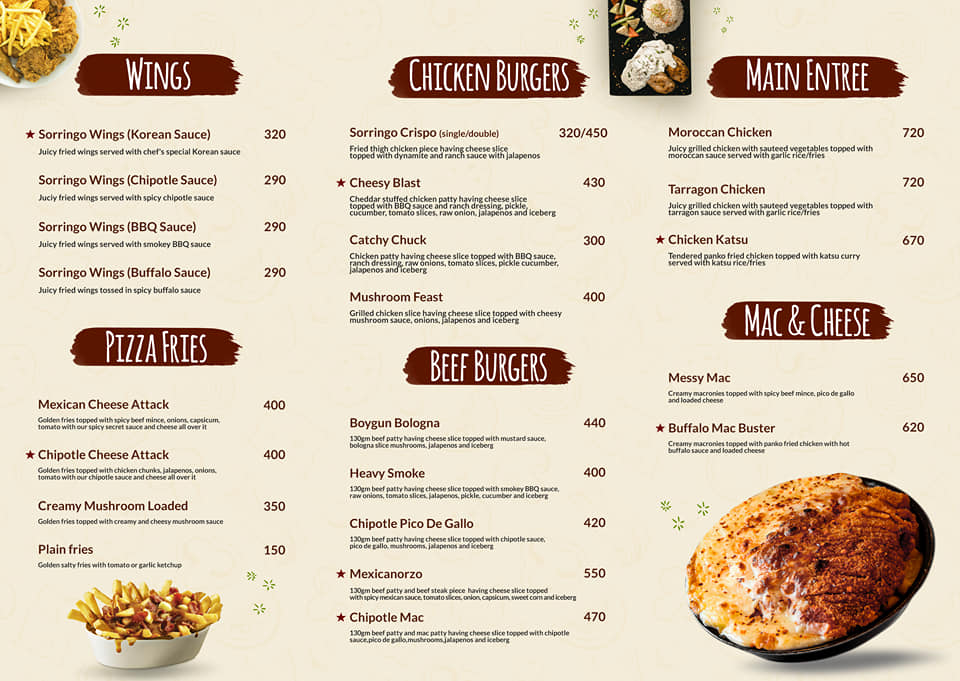 WINGS
★ Sorringo Wings (Korean Sauce) 320
Juicy fried wings served with chef's special Korean sauce
Sorringo Wings (Chipotle Sauce) 290
Juciy fried wings served with spicy chipotle sauce
Sorringo Wings (BBQ Sauce) 290
Juicy fried wings served with smokey BBQ sauce
Sorringo Wings (Buffalo Sauce) 290
Juicy fried wings tossed in spicy buffalo sauce
PIZZA FRIES
Mexican Cheese Attack 400
Golden fries topped with spicy beef mince, onions, capsicum,
tomato with our spicy secret sauce and cheese all over it
★ Chipotle Cheese Attack 400
Golden fries topped with chicken chunks, jalapenos, onions,
tomato with our chipotle sauce and cheese all over it
Creamy Mushroom Loaded 350
Golden fries topped with creamy and cheesy mushroom sauce
Plain fries 150
Golden salty fries with tomato or garlic ketchup
CHICKEN BURGERS
Sorringo Crispo (single/double) 320/450
Fried thigh chicken piece having cheese slice
topped with dynamite and ranch sauce with jalapenos
★ Cheesy Blast 430
Cheddar stuffed chicken patty having cheese slice
topped with BBQ sauce and ranch dressing, pickle,
cucumber, tomato slices, raw onion, jalapenos and iceberg
Catchy Chuck 300
Chicken patty having cheese slice topped with BBQ sauce,
ranch dressing, raw onions, tomato slices, pickle cucumber,
jalapenos and iceberg
Mushroom Feast 400
Grilled chicken slice having cheese slice topped with cheesy
mushroom sauce, onions, jalapenos and iceberg
BEEF BURGERS
Boygun Bologna 440
130gm beef patty having cheese slice topped with mustard sauce,
bologna slice mushrooms, jalapenos and iceberg
Heavy Smoke 400
130gm beef patty having cheese slice topped with smokey BBQ sauce,
raw onions, tomato slices, jalapenos, pickle, cucumber and iceberg
Chipotle Pico De Gallo 420
130gm beef patty having cheese slice topped with chipotle sauce,
pico de gallo, mushrooms, jalapenos and iceberg
★ Mexicanorzo 550
130gm beef patty and beef steak piece having cheese slice topped
with spicy mexican sauce, tomato slices, onion, capsicum, sweet corn and iceberg
★ Chipotle Mac 470
130gm beef patty and mac patty having cheese slice topped with chipotle
sauce,pico de gallo,mushrooms,jalapenos and iceberg
MAIN ENTREE
Moroccan Chicken 720
Juicy grilled chicken with sauteed vegetables topped with
moroccan sauce served with garlic rice/fries
Tarragon Chicken 720
Juicy grilled chicken with sauteed vegetables topped with
tarragon sauce served with garlic rice/fries
★ Chicken Katsu 670
Tendered panko fried chicken topped with katsu curry
served with katsu rice/fries
MAC & CHEESE
Messy Mac 650
Creamy macronies topped with spicy beef mince, pico de gallo
and loaded cheese
★ Buffalo Mac Buster 620
Creamy macronies topped with panko fried chicken with hot
buffalo sauce and loaded cheese